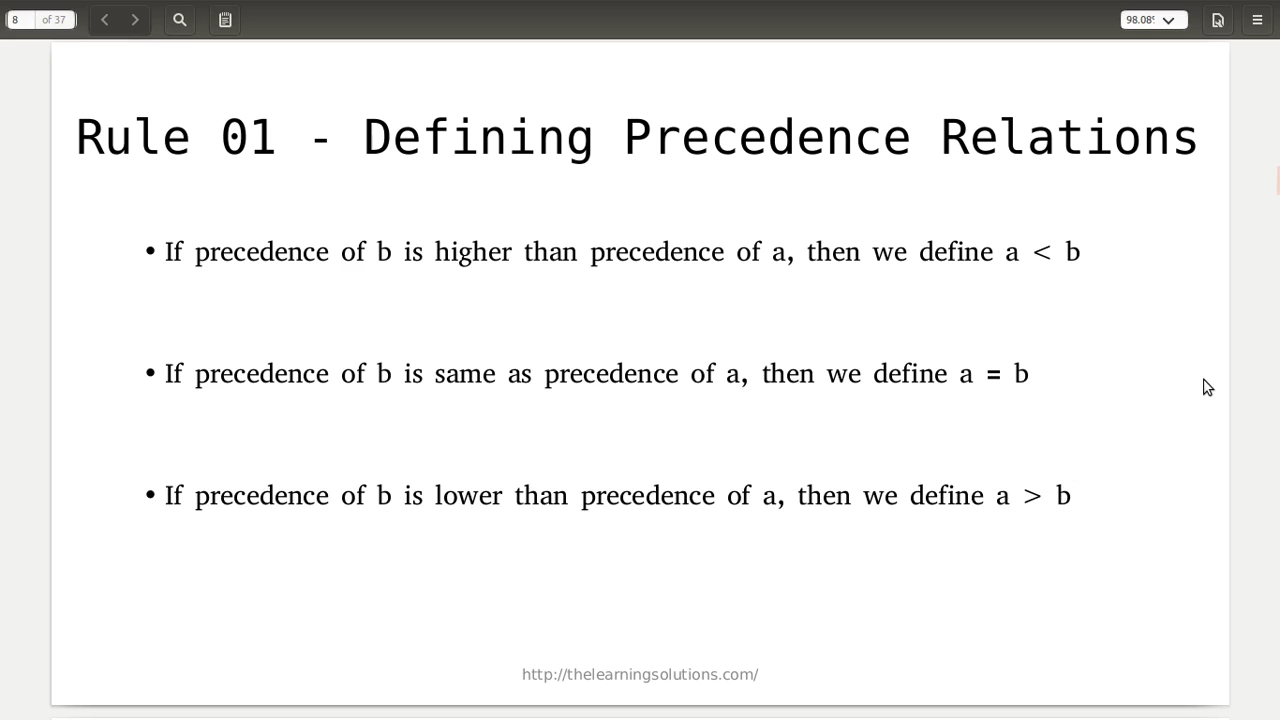 8 of 37 98.08%
Rule 01 - Defining Precedence Relations
• If precedence of b is higher than precedence of a, then we define a < b
• If precedence of b is same as precedence of a, then we define a = b
• If precedence of b is lower than precedence of a, then we define a > b
http://thelearningsolutions.com/